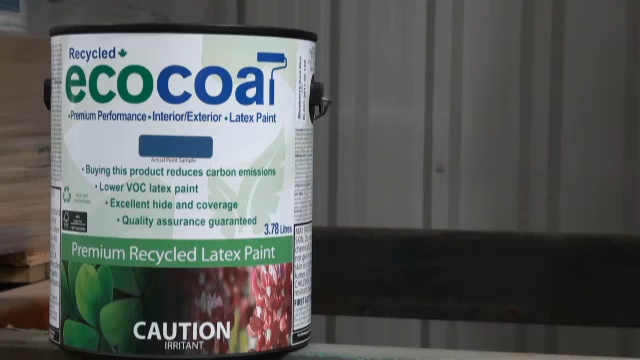 Recycled
ecocoat
•Premium Performance •Interior/Exterior •Latex Paint
Actual Paint Sample
•Buying this product reduces carbon emissions
•Lower VOC latex paint
•Excellent hide and coverage
•Quality assurance guaranteed
3.78 Litres
Premium Recycled Latex Paint
CAUTION
IRRITANT